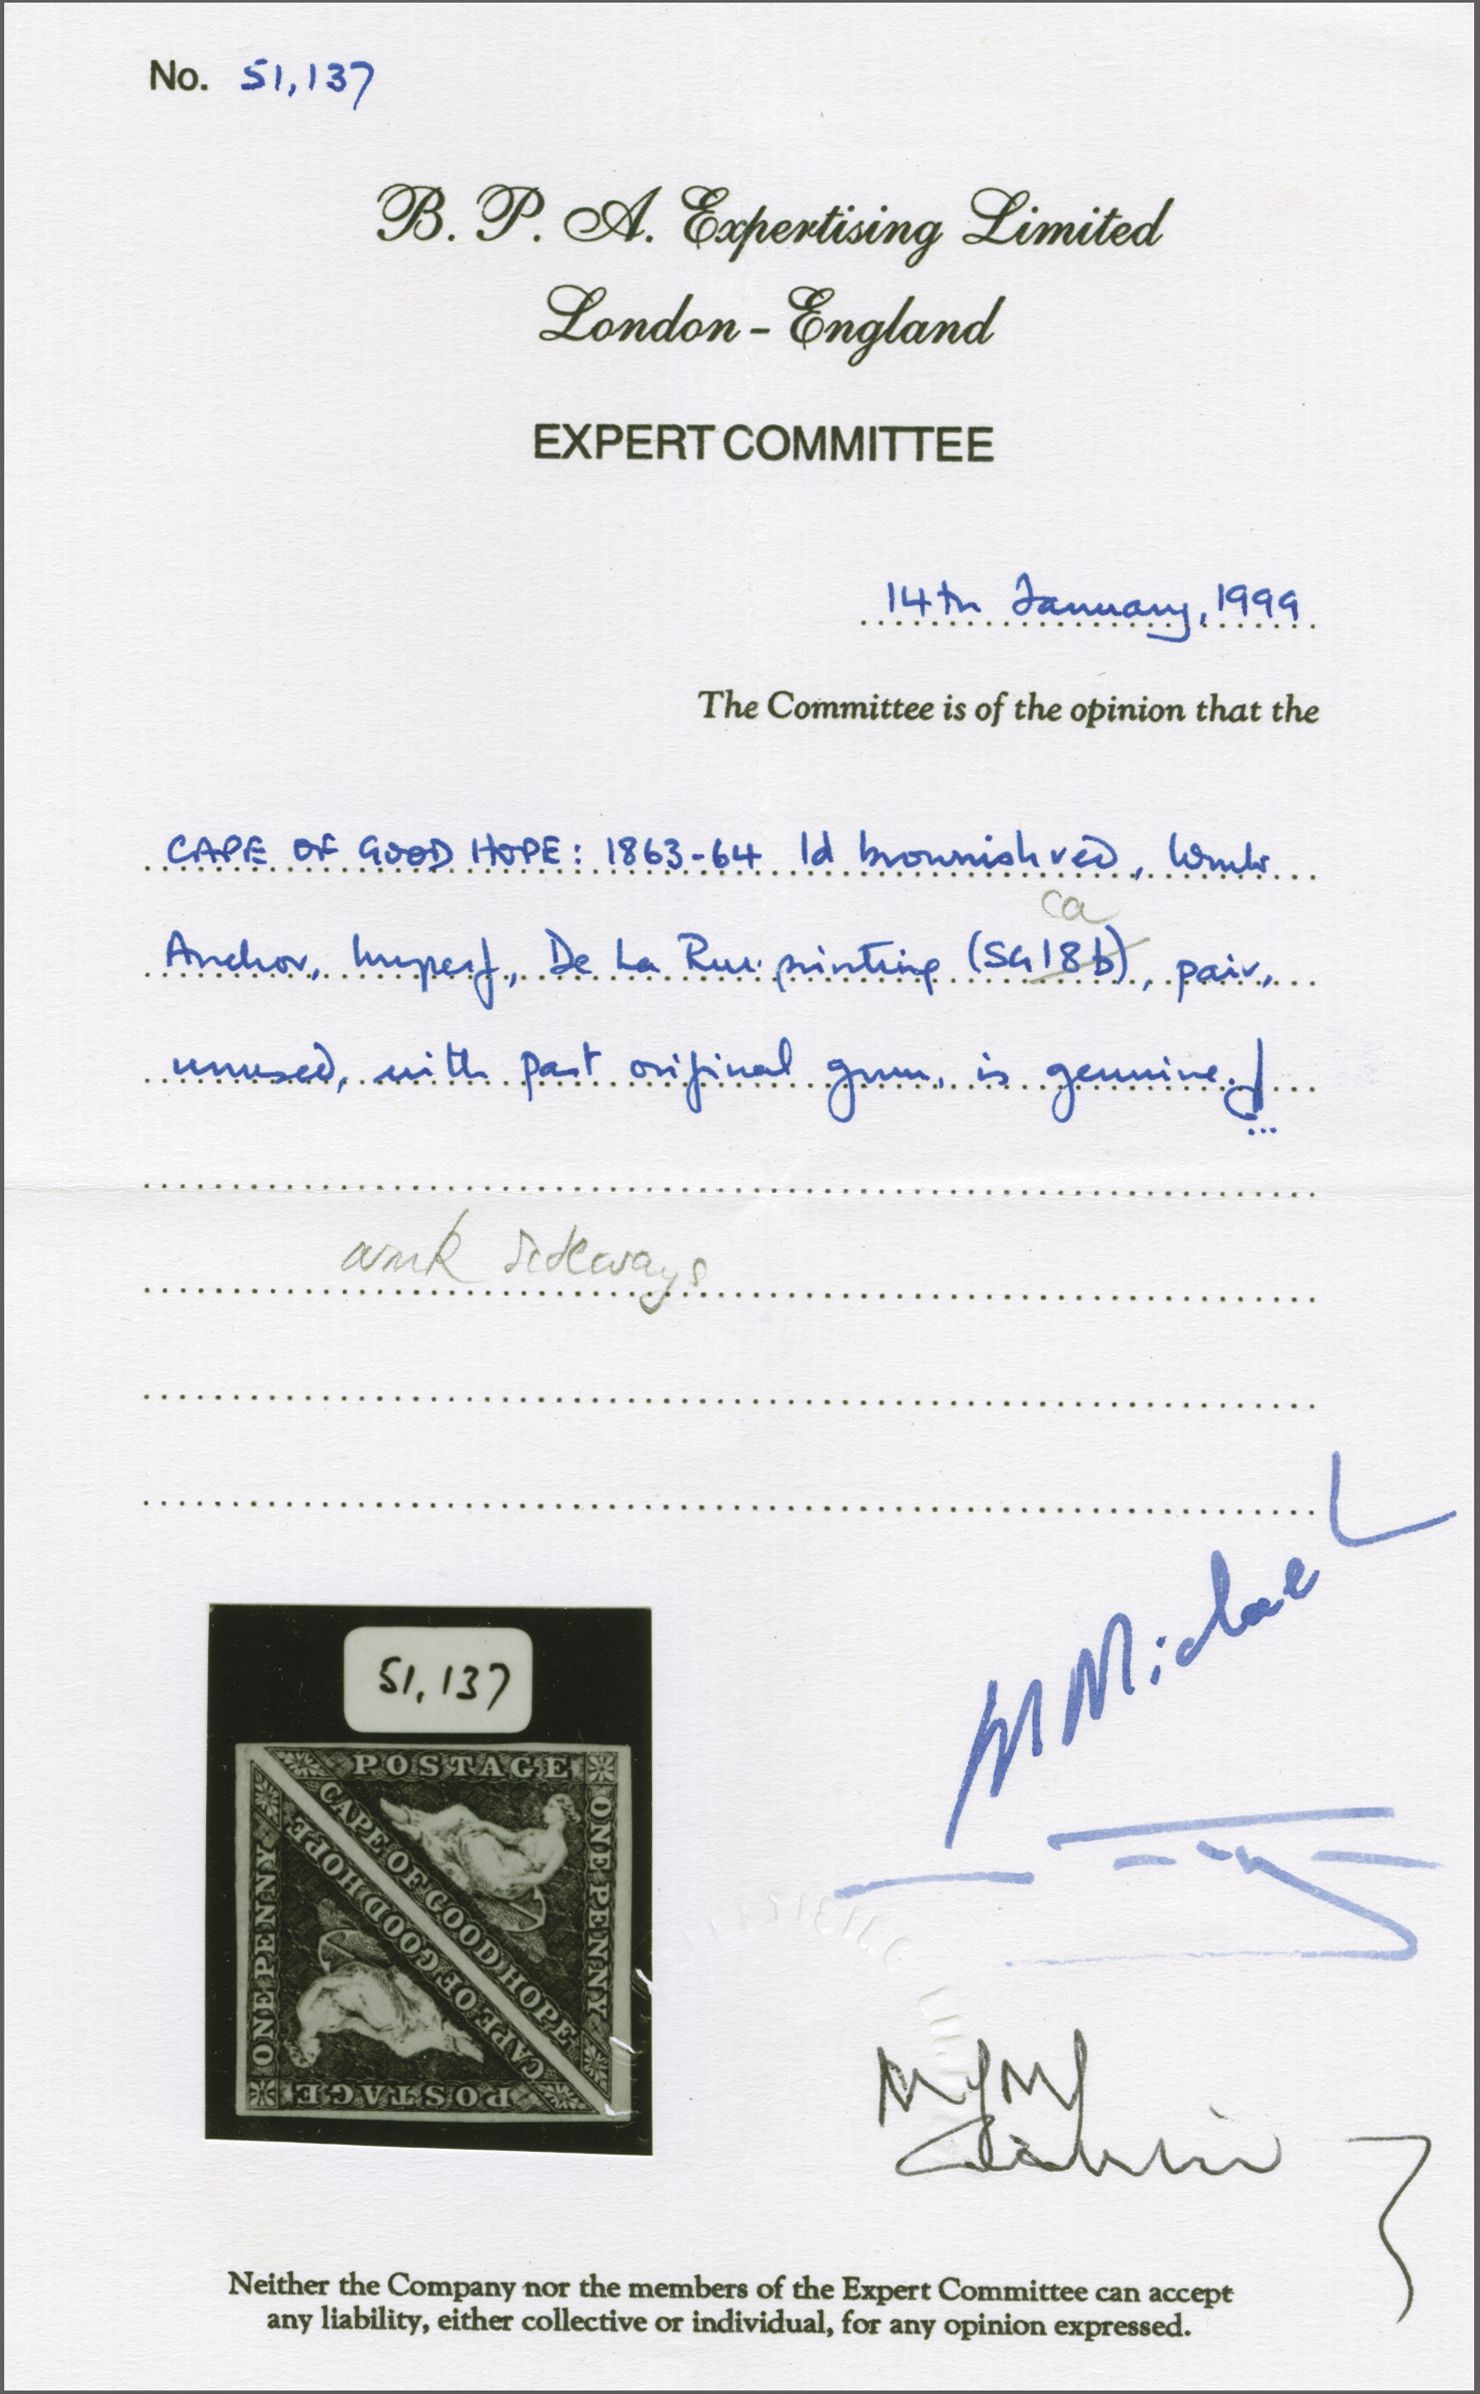 No. 51,137
B. P. A. Expertising Limited
London - England
EXPERT COMMITTEE
14th January, 1999
The Committee is of the opinion that the
CAPE OF GOOD HOPE: 1863-64 1d brownish red, Wmk
ca
Anchor, Imperf, De La Rue printing (SG18b), pair,
unused, with part original gum, is genuine.
wmk sideways
51,137
POSTAGE
ONE PENNY
CAPE OF GOOD HOPE
CAPE OF GOOD HOPE
ONE PENNY
POSTAGE
M Michael
Neither the Company nor the members of the Expert Committee can accept
any liability, either collective or individual, for any opinion expressed.